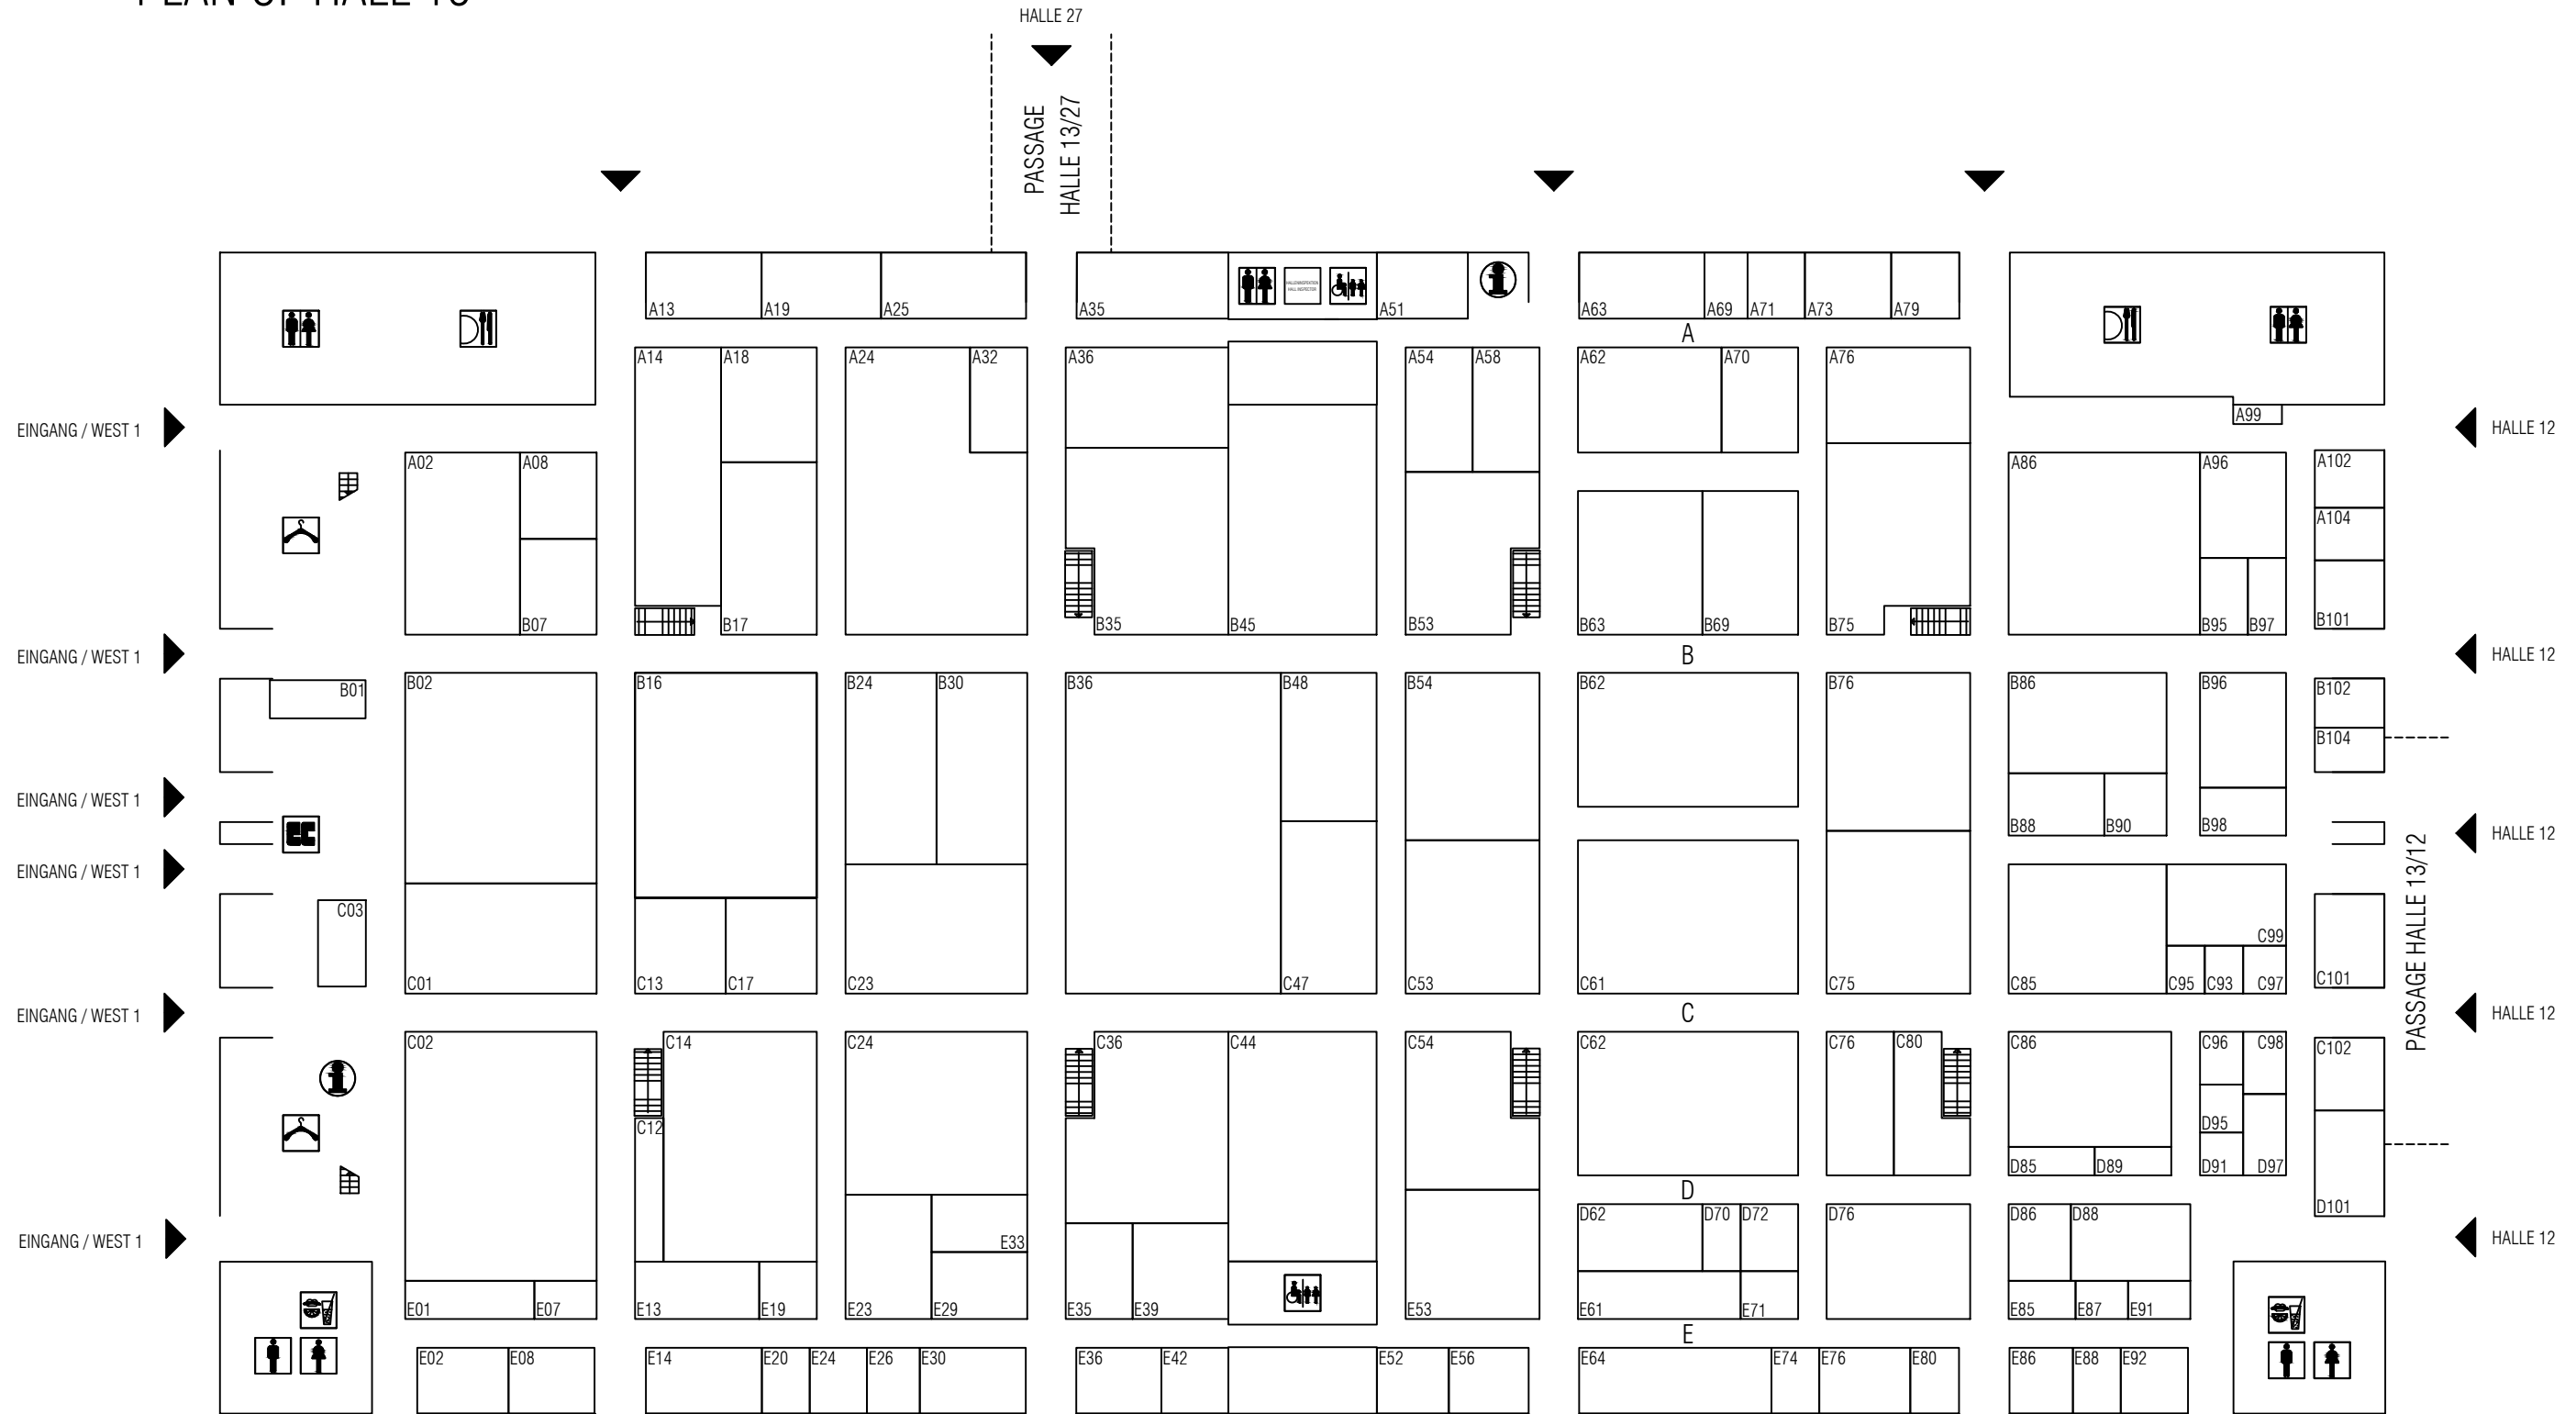 HALLE 27
PASSAGE
HALLE 13/27
A13 A19 A25 A35 A51 A63 A69 A71 A73 A79
A
A14 A18 A24 A32 A36 A54 A58 A62 A70 A76
A99
EINGANG / WEST 1
HALLE 12
A02 A08 A86 A96 A102
A104
B07 B17 B35 B45 B53 B63 B69 B75 B95 B97 B101
EINGANG / WEST 1
B
HALLE 12
B01 B02 B16 B24 B30 B36 B48 B54 B62 B76 B86 B96 B102
B104
EINGANG / WEST 1
B88 B90 B98
EC
HALLE 12
EINGANG / WEST 1
PASSAGE HALLE 13/12
C03
C99
C01 C13 C17 C23 C47 C53 C61 C75 C85 C95 C93 C97 C101
EINGANG / WEST 1
C
HALLE 12
C02 C14 C24 C36 C44 C54 C62 C76 C80 C86 C96 C98 C102
C12
D95
D85 D89 D91 D97
D
D62 D70 D72 D76 D86 D88 D101
EINGANG / WEST 1
E33
HALLE 12
E01 E07 E13 E19 E23 E29 E35 E39 E53 E61 E71 E85 E87 E91
E
E02 E08 E14 E20 E24 E26 E30 E36 E42 E52 E56 E64 E74 E76 E80 E86 E88 E92